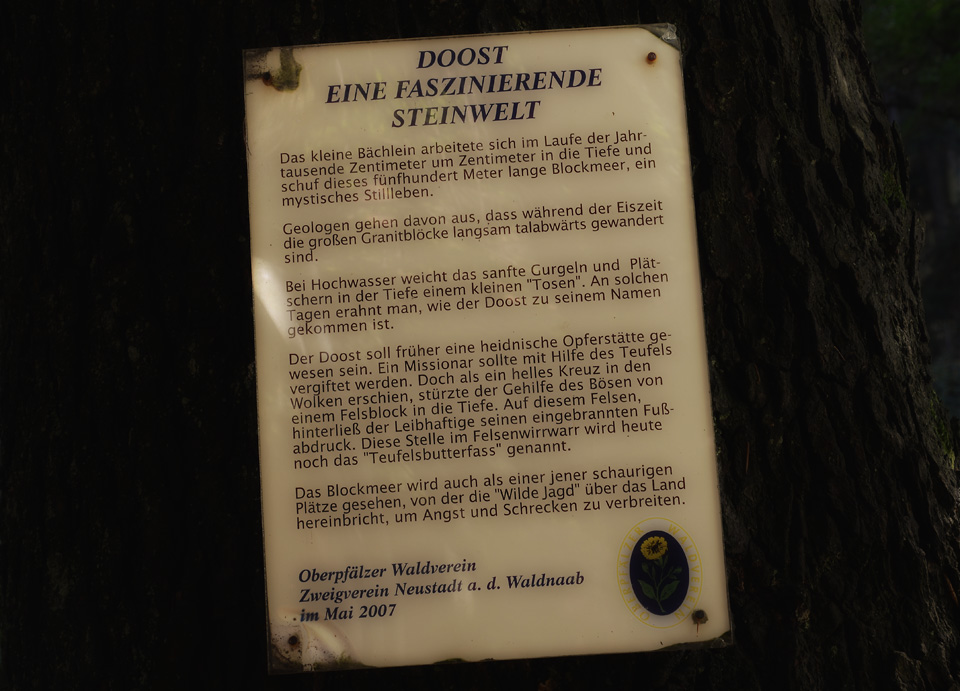 DOOST
EINE FASZINIERENDE
STEINWELT
Das kleine Bächlein arbeitete sich im Laufe der Jahr-
tausende Zentimeter um Zentimeter in die Tiefe und
schuf dieses fünfhundert Meter lange Blockmeer, ein
mystisches Stillleben.
Geologen gehen davon aus, dass während der Eiszeit
die großen Granitblöcke langsam talabwärts gewandert
sind.
Bei Hochwasser weicht das sanfte Gurgeln und Plät-
schern in der Tiefe einem kleinen "Tosen". An solchen
Tagen erahnt man, wie der Doost zu seinem Namen
gekommen ist.
Der Doost soll früher eine heidnische Opferstätte ge-
wesen sein. Ein Missionar sollte mit Hilfe des Teufels
vergiftet werden. Doch als ein helles Kreuz in den
Wolken erschien, stürzte der Gehilfe des Bösen von
einem Felsblock in die Tiefe. Auf diesem Felsen,
hinterließ der Leibhaftige seinen eingebrannten Fuß-
abdruck. Diese Stelle im Felsenwirrwarr wird heute
noch das "Teufelsbutterfass" genannt.
Das Blockmeer wird auch als einer jener schaurigen
Plätze gesehen, von der die "Wilde Jagd" über das Land
hereinbricht, um Angst und Schrecken zu verbreiten.
Oberpfälzer Waldverein
Zweigverein Neustadt a. d. Waldnaab
im Mai 2007